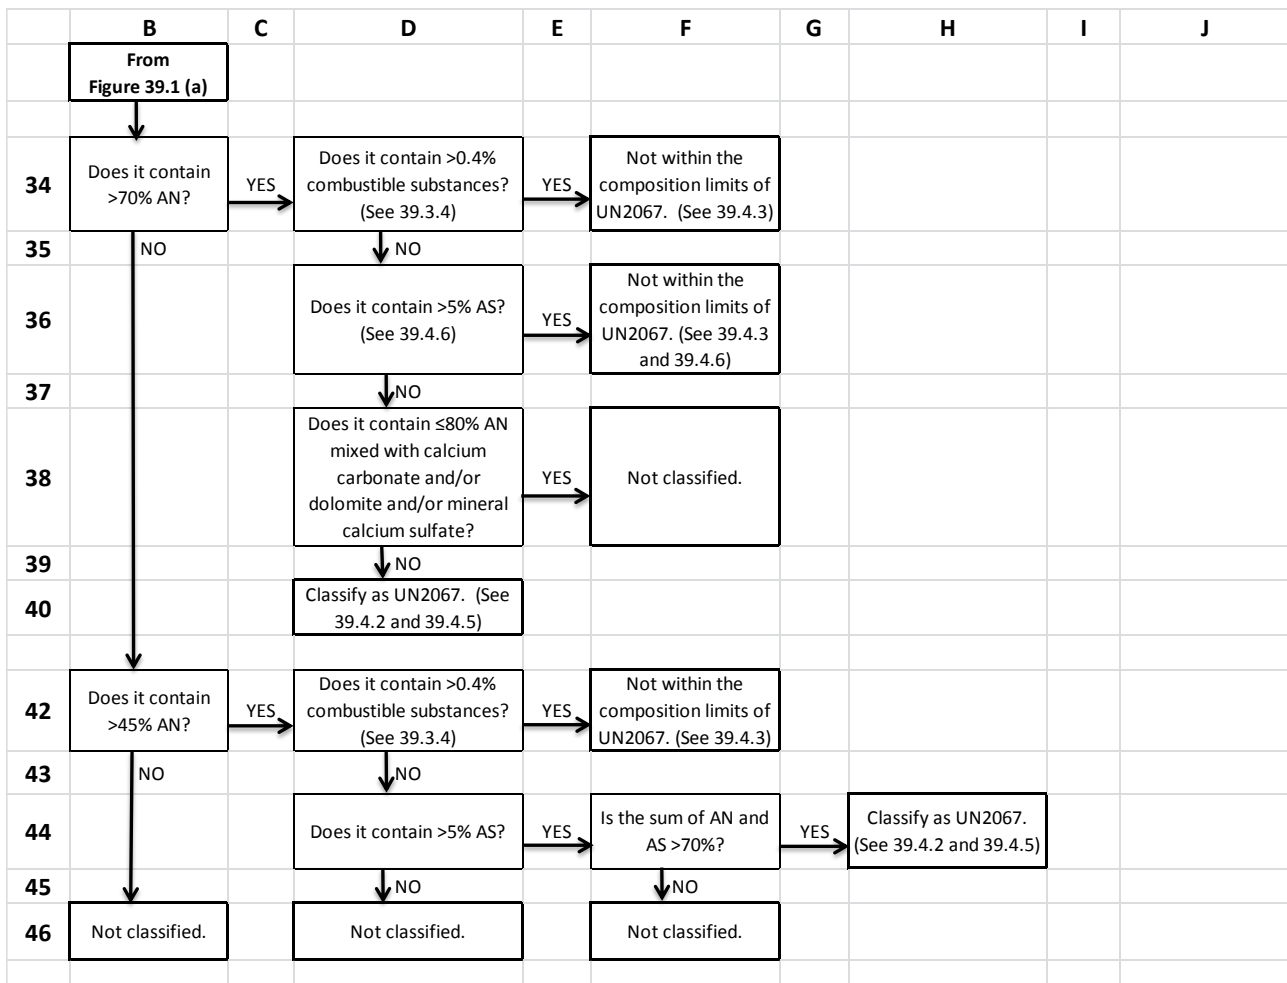 B C D E F G H I J
From
Figure 39.1 (a)
34
Does it contain
>70% AN?
YES
Does it contain >0.4%
combustible substances?
(See 39.3.4)
YES
Not within the
composition limits of
UN2067.  (See 39.4.3)
35
NO
NO
36
Does it contain >5% AS?
(See 39.4.6)
YES
Not within the
composition limits of
UN2067. (See 39.4.3
and 39.4.6)
37
NO
38
Does it contain ≤80% AN
mixed with calcium
carbonate and/or
dolomite and/or mineral
calcium sulfate?
YES
Not classified.
39
NO
40
Classify as UN2067.  (See
39.4.2 and 39.4.5)
42
Does it contain
>45% AN?
YES
Does it contain >0.4%
combustible substances?
(See 39.3.4)
YES
Not within the
composition limits of
UN2067. (See 39.4.3)
43
NO
NO
44
Does it contain >5% AS?
YES
Is the sum of AN and
AS >70%?
YES
Classify as UN2067.
(See 39.4.2 and 39.4.5)
45
NO
NO
46
Not classified.
Not classified.
Not classified.